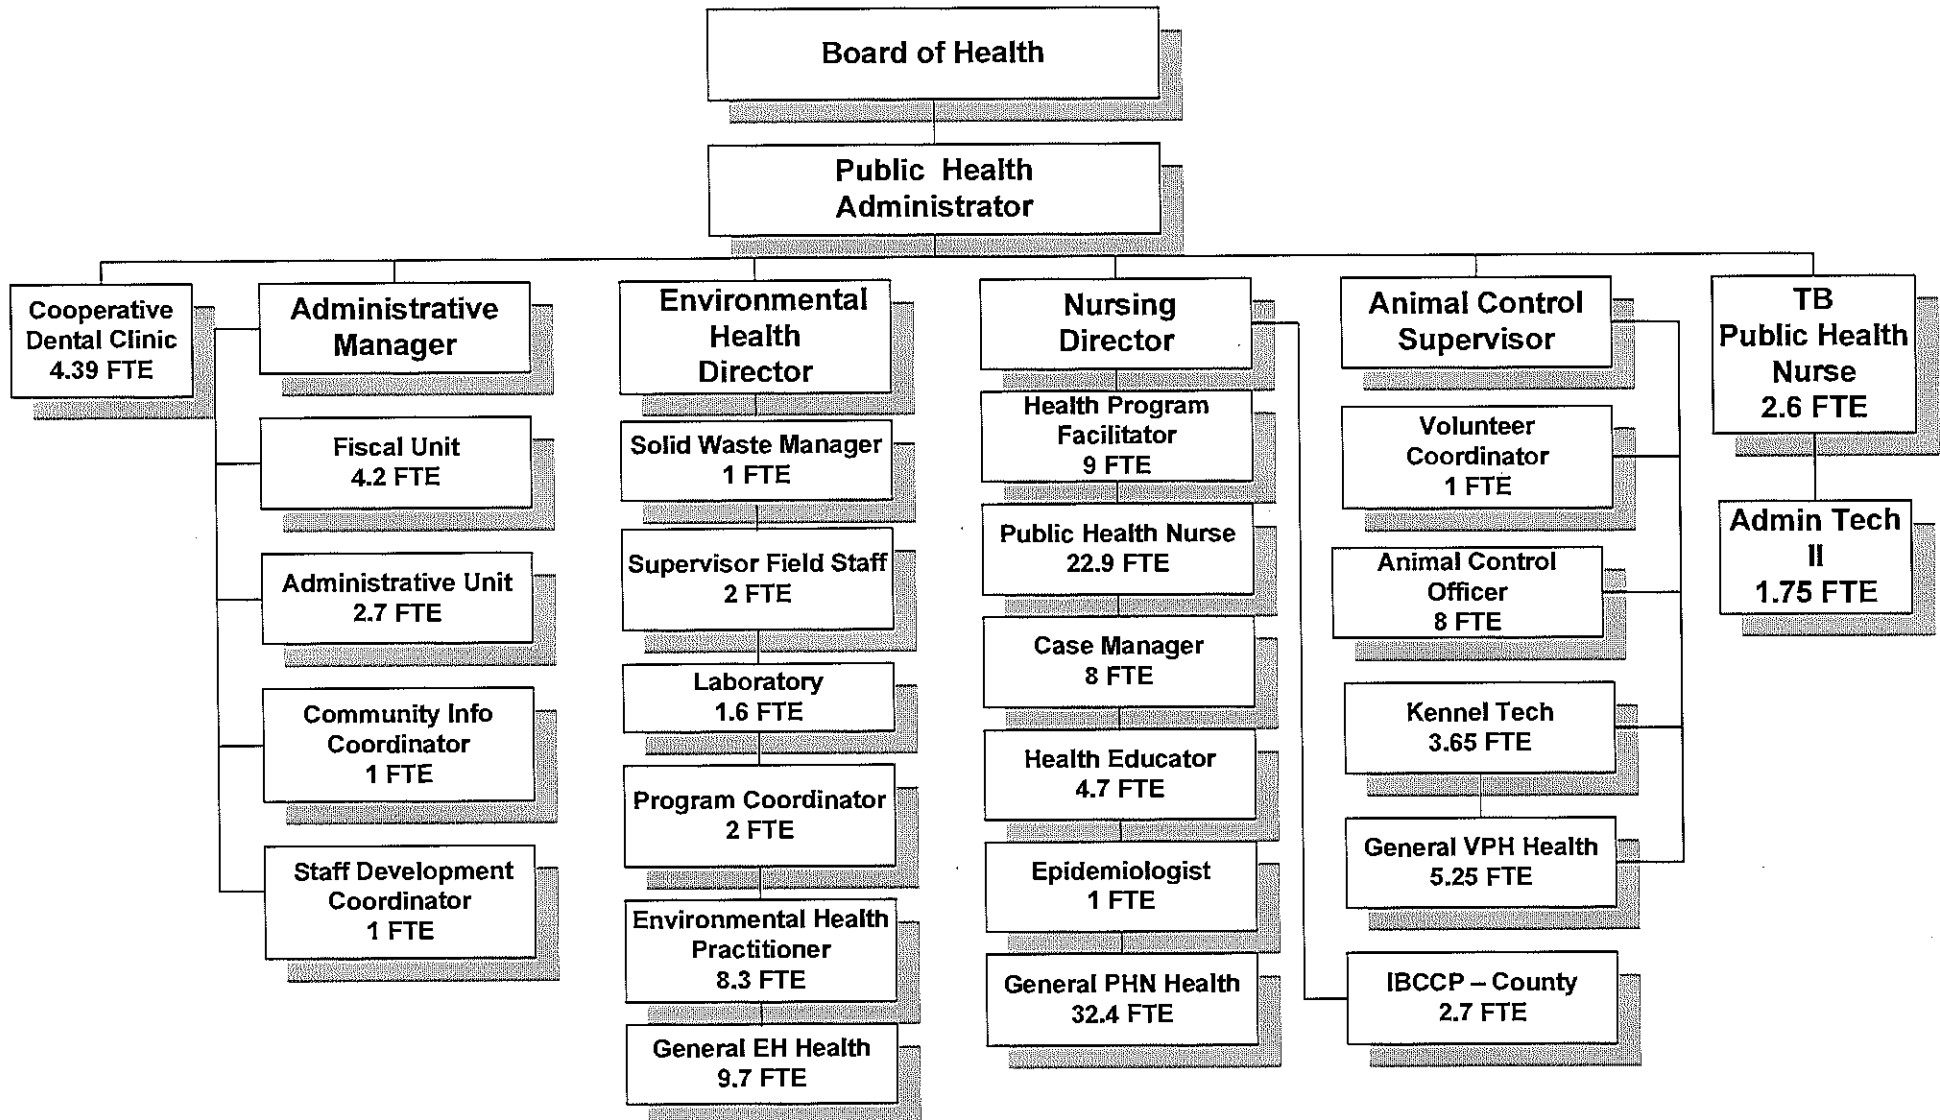 Board of Health
Public Health
Administrator
Cooperative
Dental Clinic
4.39 FTE
Administrative
Manager
Fiscal Unit
4.2 FTE
Administrative Unit
2.7 FTE
Community Info
Coordinator
1 FTE
Staff Development
Coordinator
1 FTE
Environmental
Health
Director
Solid Waste Manager
1 FTE
Supervisor Field Staff
2 FTE
Laboratory
1.6 FTE
Program Coordinator
2 FTE
Environmental Health
Practitioner
8.3 FTE
General EH Health
9.7 FTE
Nursing
Director
Health Program
Facilitator
9 FTE
Public Health Nurse
22.9 FTE
Case Manager
8 FTE
Health Educator
4.7 FTE
Epidemiologist
1 FTE
General PHN Health
32.4 FTE
Animal Control
Supervisor
Volunteer
Coordinator
1 FTE
Animal Control
Officer
8 FTE
Kennel Tech
3.65 FTE
General VPH Health
5.25 FTE
IBCCP – County
2.7 FTE
TB
Public Health
Nurse
2.6 FTE
Admin Tech
II
1.75 FTE